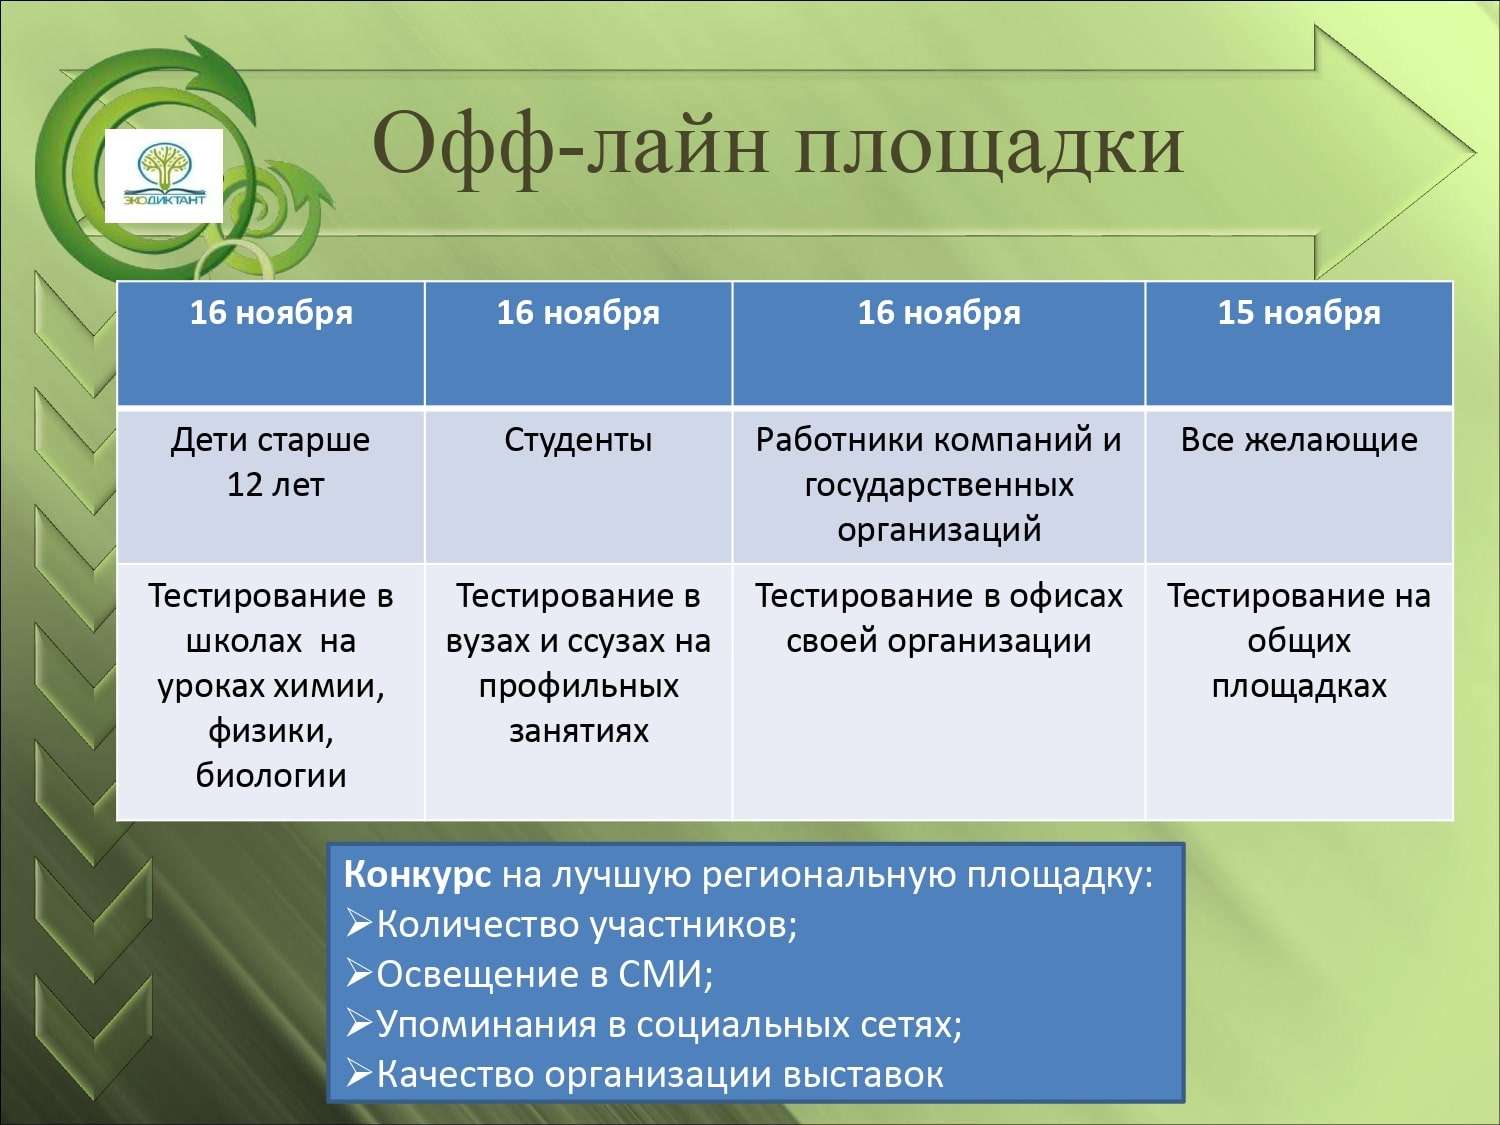 Офф-лайн площадки
ЭКОДИКТАНТ
16 ноября
16 ноября
16 ноября
15 ноября
Дети старше
12 лет
Студенты
Работники компаний и
государственных
организаций
Все желающие
Тестирование в
школах на
уроках химии,
физики,
биологии
Тестирование в
вузах и ссузах на
профильных
занятиях
Тестирование в офисах
своей организации
Тестирование на
общих
площадках
Конкурс на лучшую региональную площадку:
➢Количество участников;
➢Освещение в СМИ;
➢Упоминания в социальных сетях;
➢Качество организации выставок